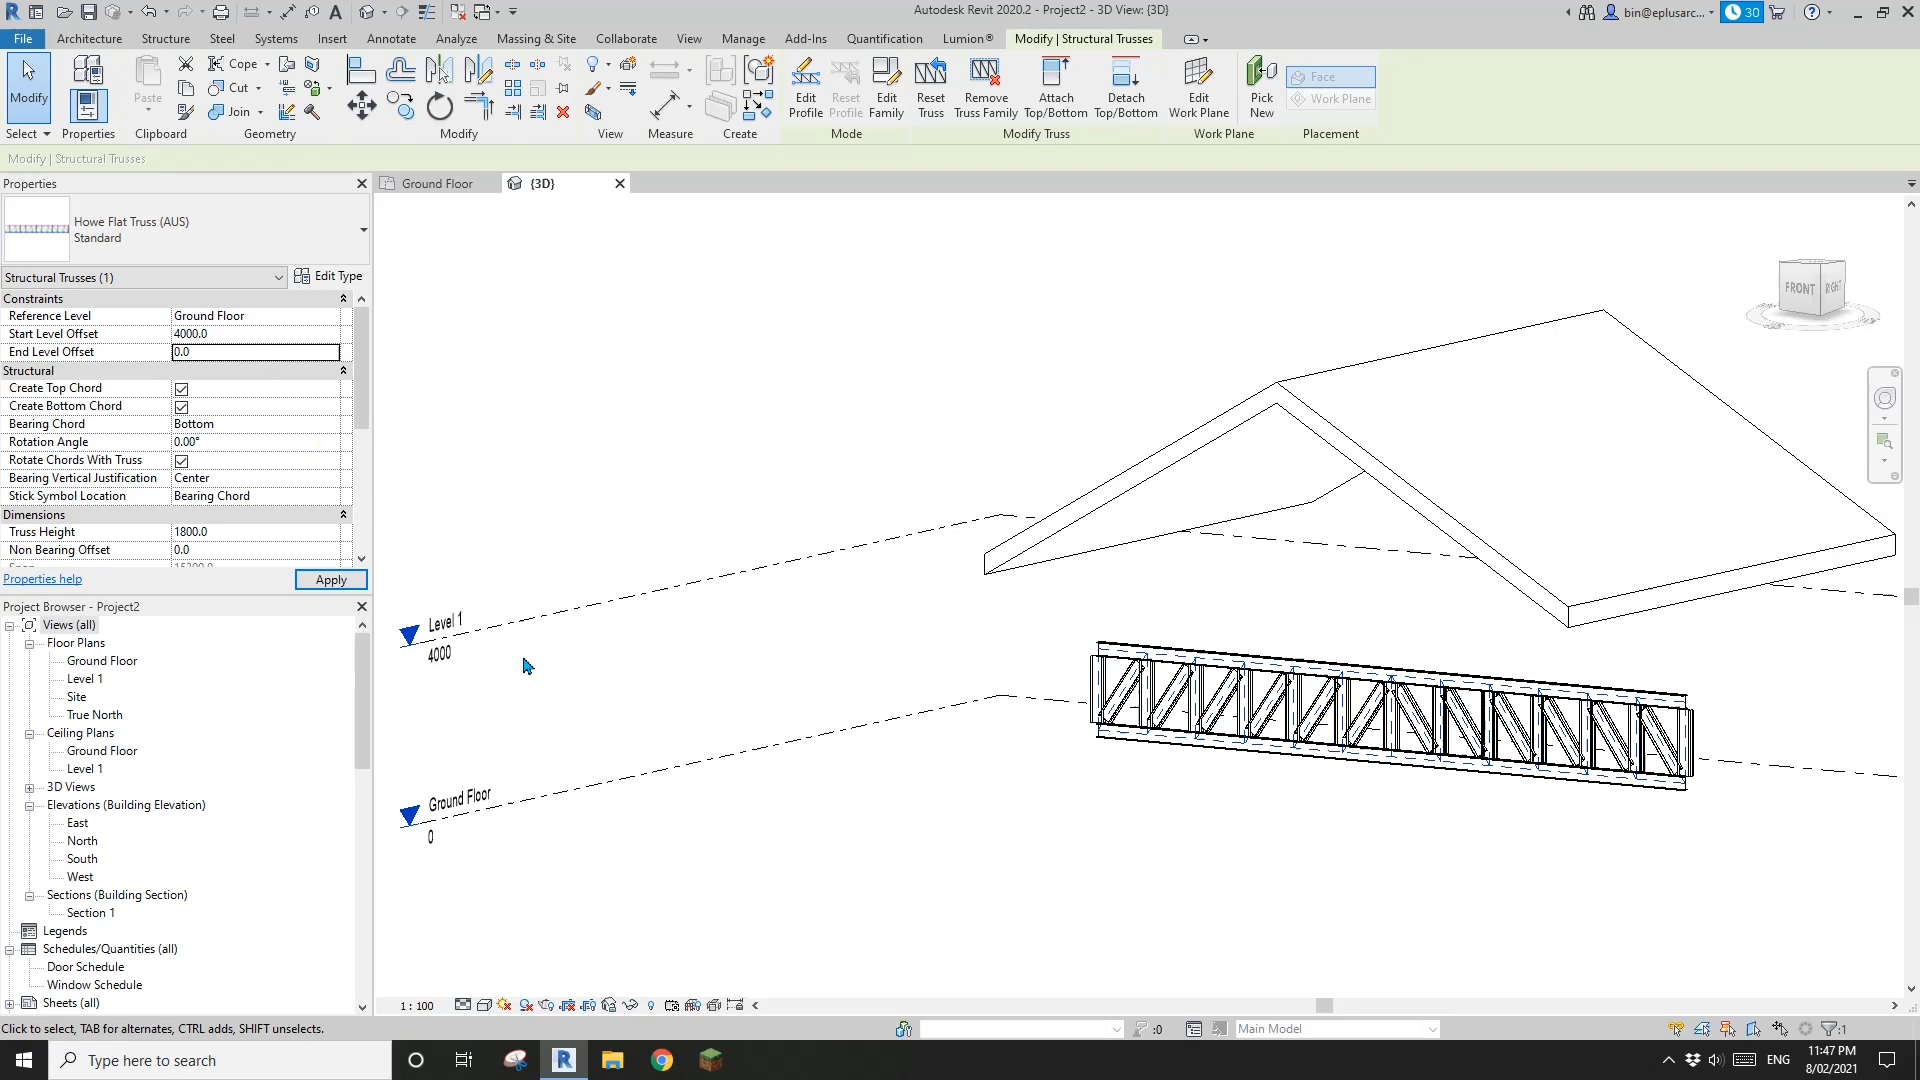 Autodesk Revit 2020.2 - Project2 - 3D View: {3D}
bin@eplusarc...
30
File Architecture Structure Steel Systems Insert Annotate Analyze Massing & Site Collaborate View Manage Add-Ins Quantification Lumion® Modify | Structural Trusses
Modify
Select
Properties
Paste
Clipboard
Cope
Cut
Join
Geometry
Modify
View
Measure
Create
Edit Profile
Reset Profile
Edit Family
Mode
Reset Truss
Remove Truss Family
Attach Top/Bottom
Detach Top/Bottom
Modify Truss
Edit Work Plane
Work Plane
Pick New
Face
Work Plane
Placement
Modify | Structural Trusses
Properties
Ground Floor
{3D}
Howe Flat Truss (AUS)
Standard
Structural Trusses (1)
Edit Type
Constraints
Reference Level Ground Floor
Start Level Offset 4000.0
End Level Offset 0.0
Structural
Create Top Chord
Create Bottom Chord
Bearing Chord Bottom
Rotation Angle 0.00°
Rotate Chords With Truss
Bearing Vertical Justification Center
Stick Symbol Location Bearing Chord
Dimensions
Truss Height 1800.0
Non Bearing Offset 0.0
Properties help
Apply
Project Browser - Project2
Views (all)
Floor Plans
Ground Floor
Level 1
Site
True North
Ceiling Plans
Ground Floor
Level 1
3D Views
Elevations (Building Elevation)
East
North
South
West
Sections (Building Section)
Section 1
Legends
Schedules/Quantities (all)
Door Schedule
Window Schedule
Sheets (all)
Level 1
4000
Ground Floor
0
FRONT
RIGHT
1 : 100
Click to select, TAB for alternates, CTRL adds, SHIFT unselects.
:0
Main Model
:1
Type here to search
ENG
11:47 PM
8/02/2021